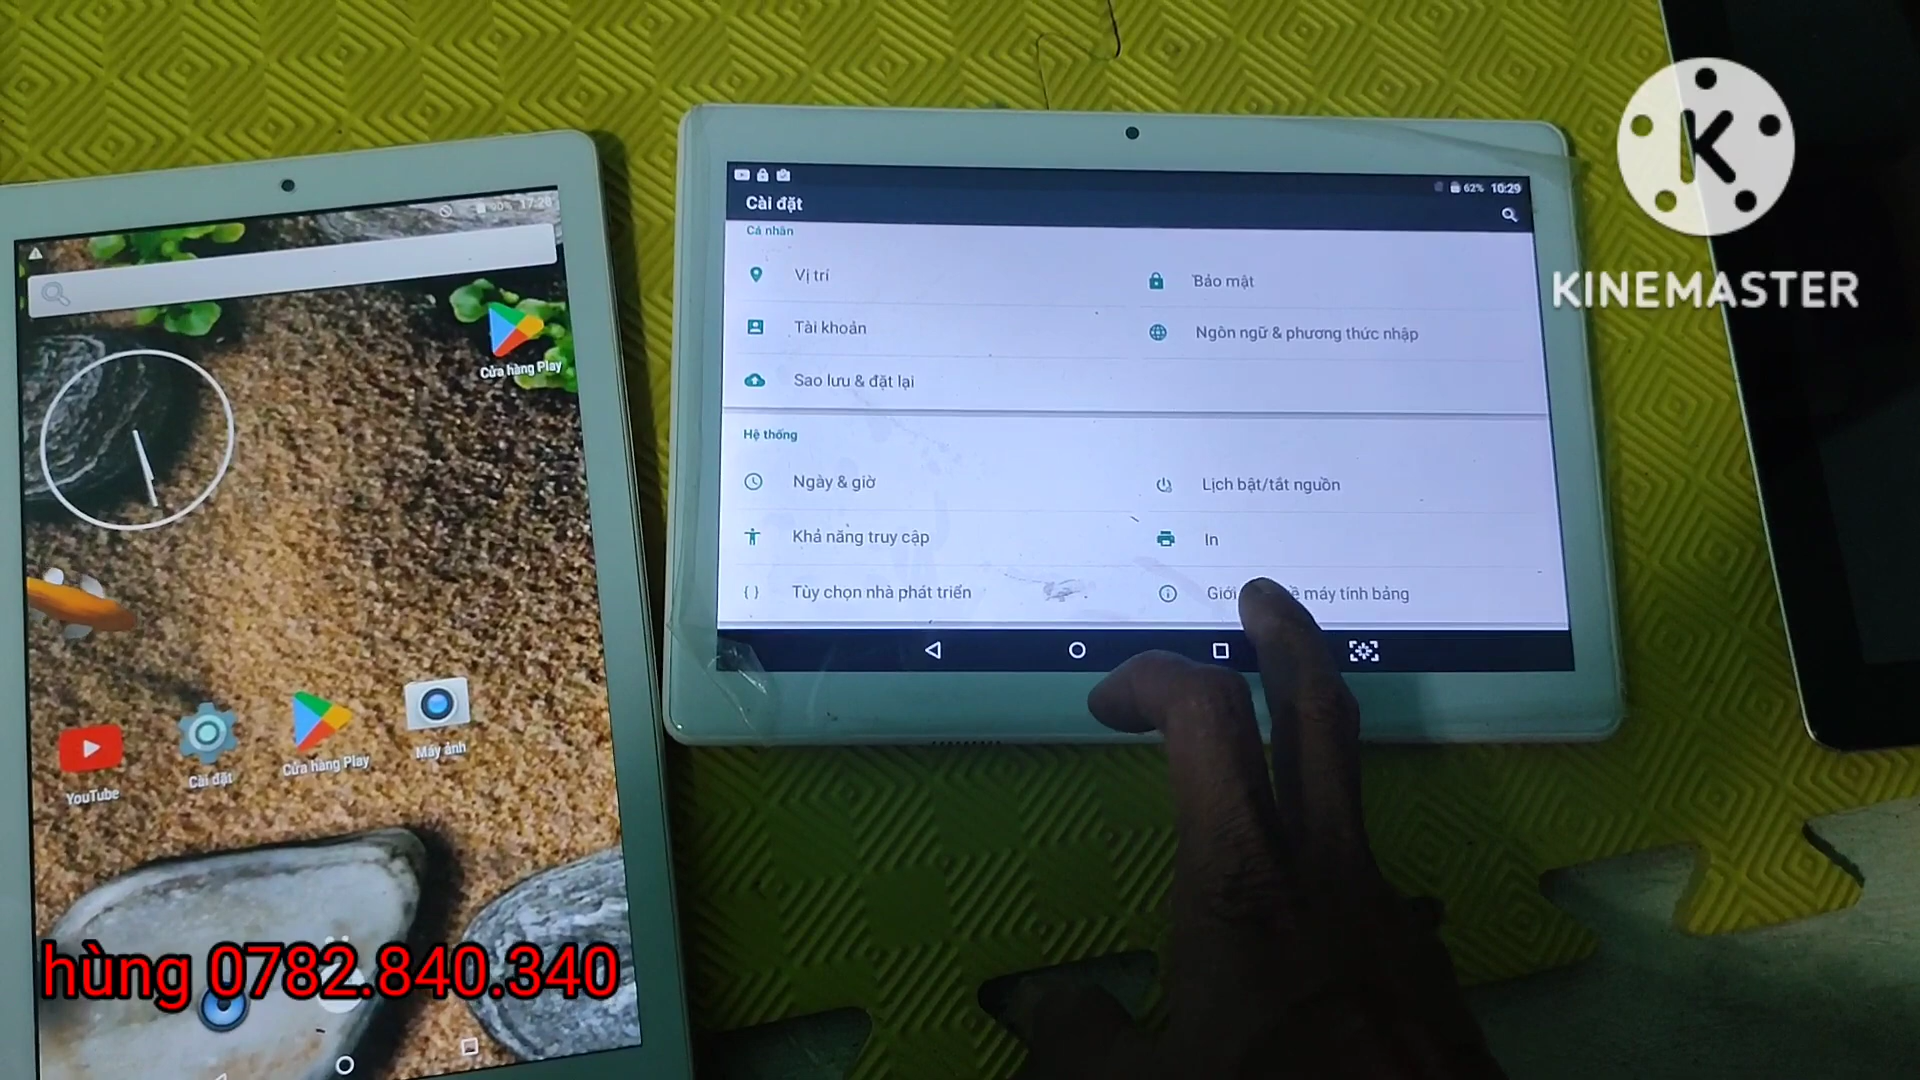 90% 17:28
Cửa hàng Play
YouTube
Cài đặt
Cửa hàng Play
Máy ảnh
hùng 0782.840.340
62% 10:29
Cài đặt
Cá nhân
Vị trí
Bảo mật
Tài khoản
Ngôn ngữ & phương thức nhập
Sao lưu & đặt lại
Hệ thống
Ngày & giờ
Lịch bật/tắt nguồn
Khả năng truy cập
In
{ } Tùy chọn nhà phát triển
Giới về máy tính bảng
K
KINEMASTER